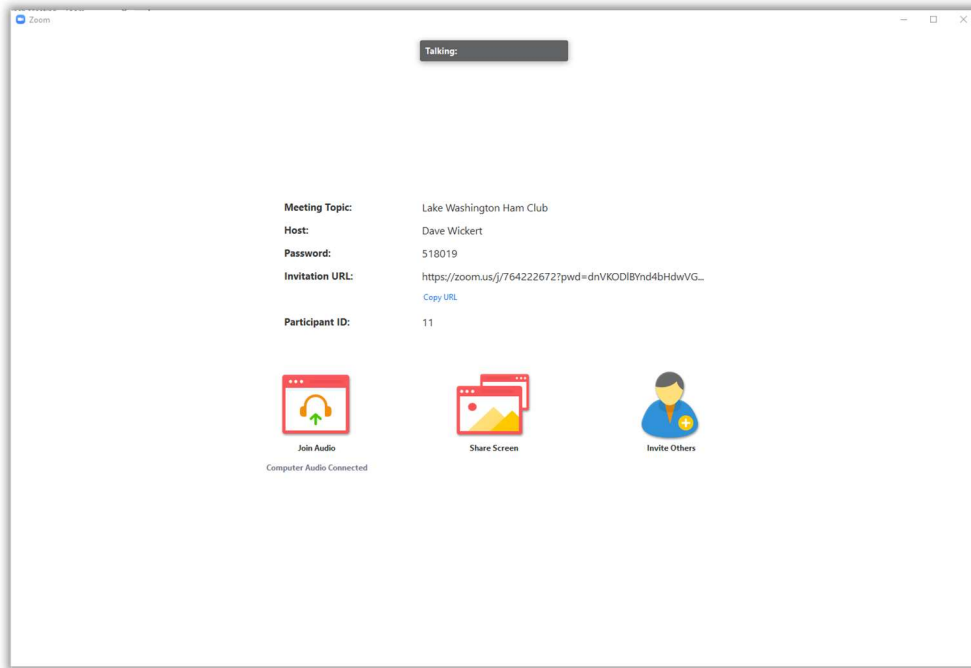 Zoom
Talking:
Meeting Topic: Lake Washington Ham Club
Host: Dave Wickert
Password: 518019
Invitation URL: https://zoom.us/j/764222672?pwd=dnVKODlBYnd4bHdwVG...
Copy URL
Participant ID: 11
Join Audio Share Screen Invite Others
Computer Audio Connected